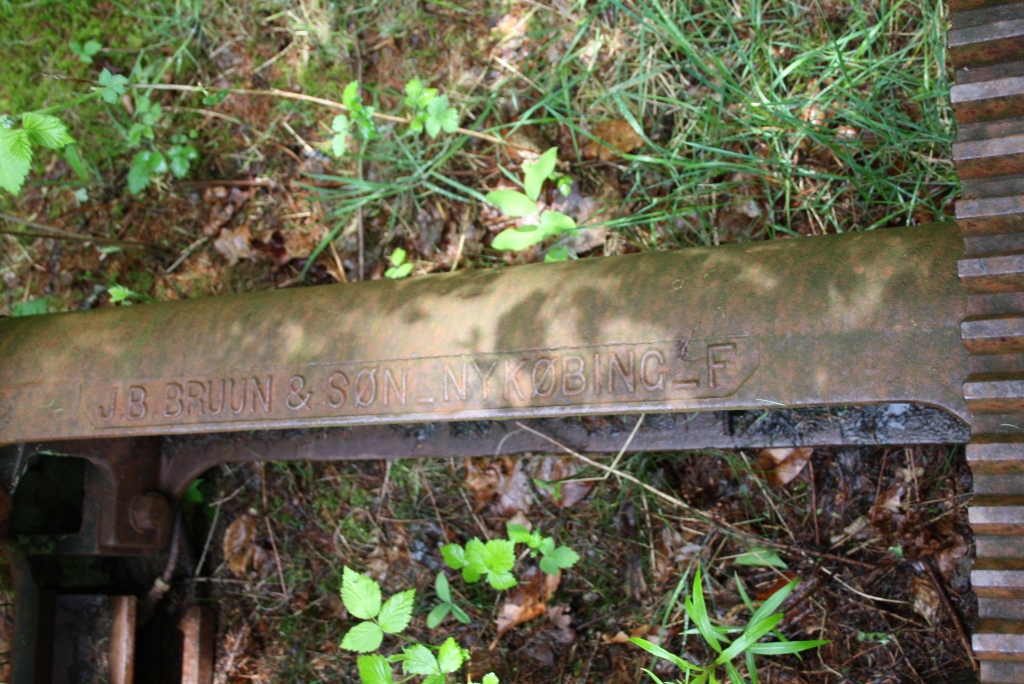 J.B. BRUUN & SØN_NYKØBING_F